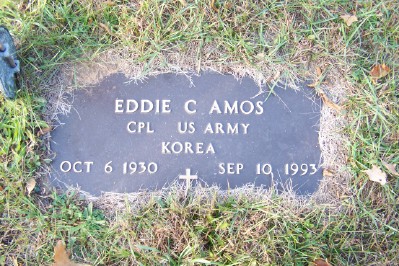 EDDIE C AMOS
CPL US ARMY
KOREA
OCT 6 1930 SEP 10 1993